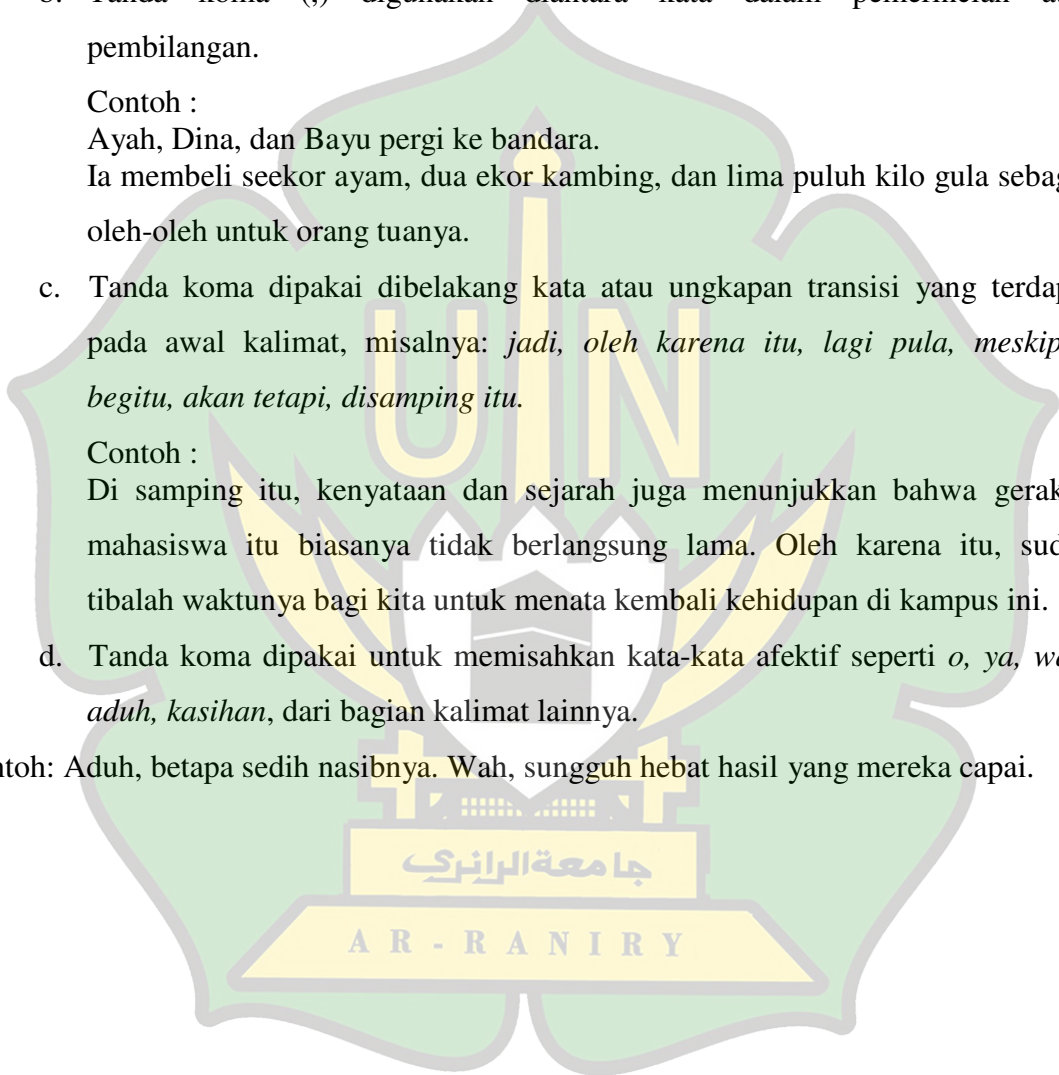 b. Tanda koma (,) digunakan diantara kata dalam pemerincian at
pembilangan.
Contoh :
Ayah, Dina, dan Bayu pergi ke bandara.
Ia membeli seekor ayam, dua ekor kambing, dan lima puluh kilo gula sebag
oleh-oleh untuk orang tuanya.
c. Tanda koma dipakai dibelakang kata atau ungkapan transisi yang terdap
pada awal kalimat, misalnya: jadi, oleh karena itu, lagi pula, meskip
begitu, akan tetapi, disamping itu.
UIN
Contoh :
Di samping itu, kenyataan dan sejarah juga menunjukkan bahwa gerak
mahasiswa itu biasanya tidak berlangsung lama. Oleh karena itu, sud
tibalah waktunya bagi kita untuk menata kembali kehidupan di kampus ini.
d. Tanda koma dipakai untuk memisahkan kata-kata afektif seperti o, ya, wa
aduh, kasihan, dari bagian kalimat lainnya.
ntoh: Aduh, betapa sedih nasibnya. Wah, sungguh hebat hasil yang mereka capai.
جامعة الرانري
AR-RANIRY